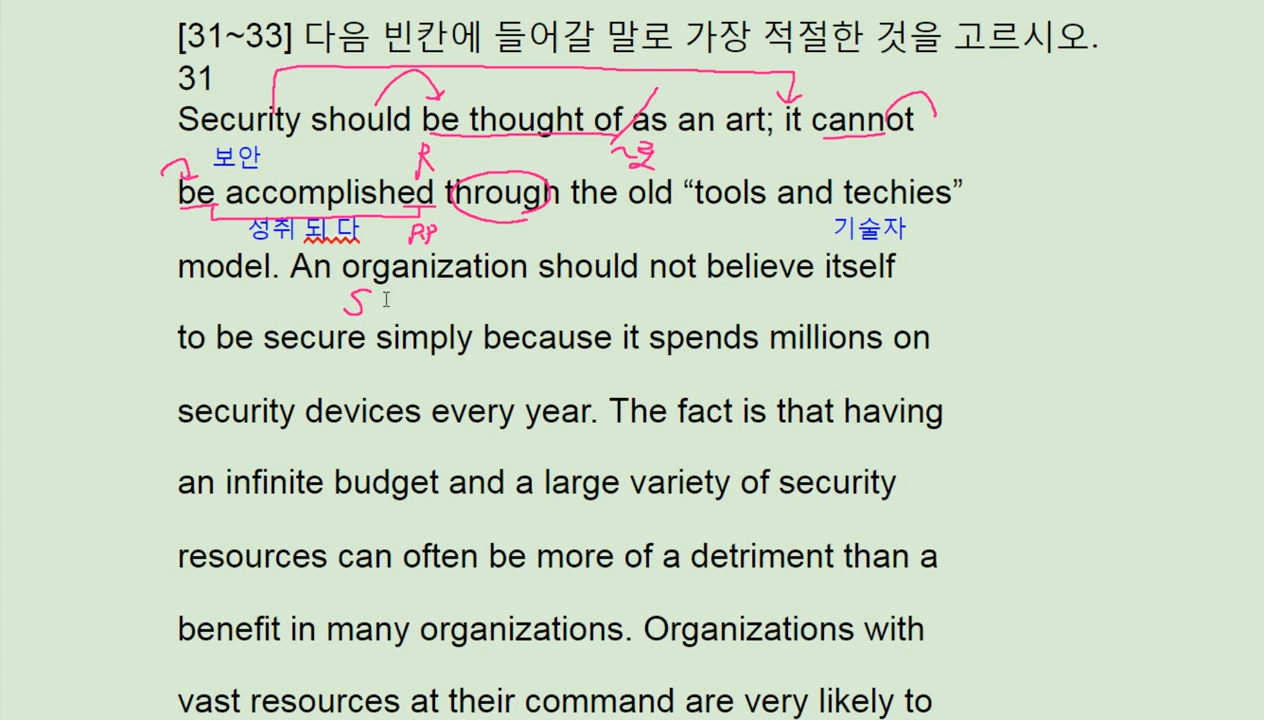 [31~33] 다음 빈칸에 들어갈 말로 가장 적절한 것을 고르시오.
31
Security should be thought of as an art; it cannot
보안
R
~로
be accomplished through the old “tools and techies”
성취 되 다
P.P
기술자
model. An organization should not believe itself
S
to be secure simply because it spends millions on
security devices every year. The fact is that having
an infinite budget and a large variety of security
resources can often be more of a detriment than a
benefit in many organizations. Organizations with
vast resources at their command are very likely to